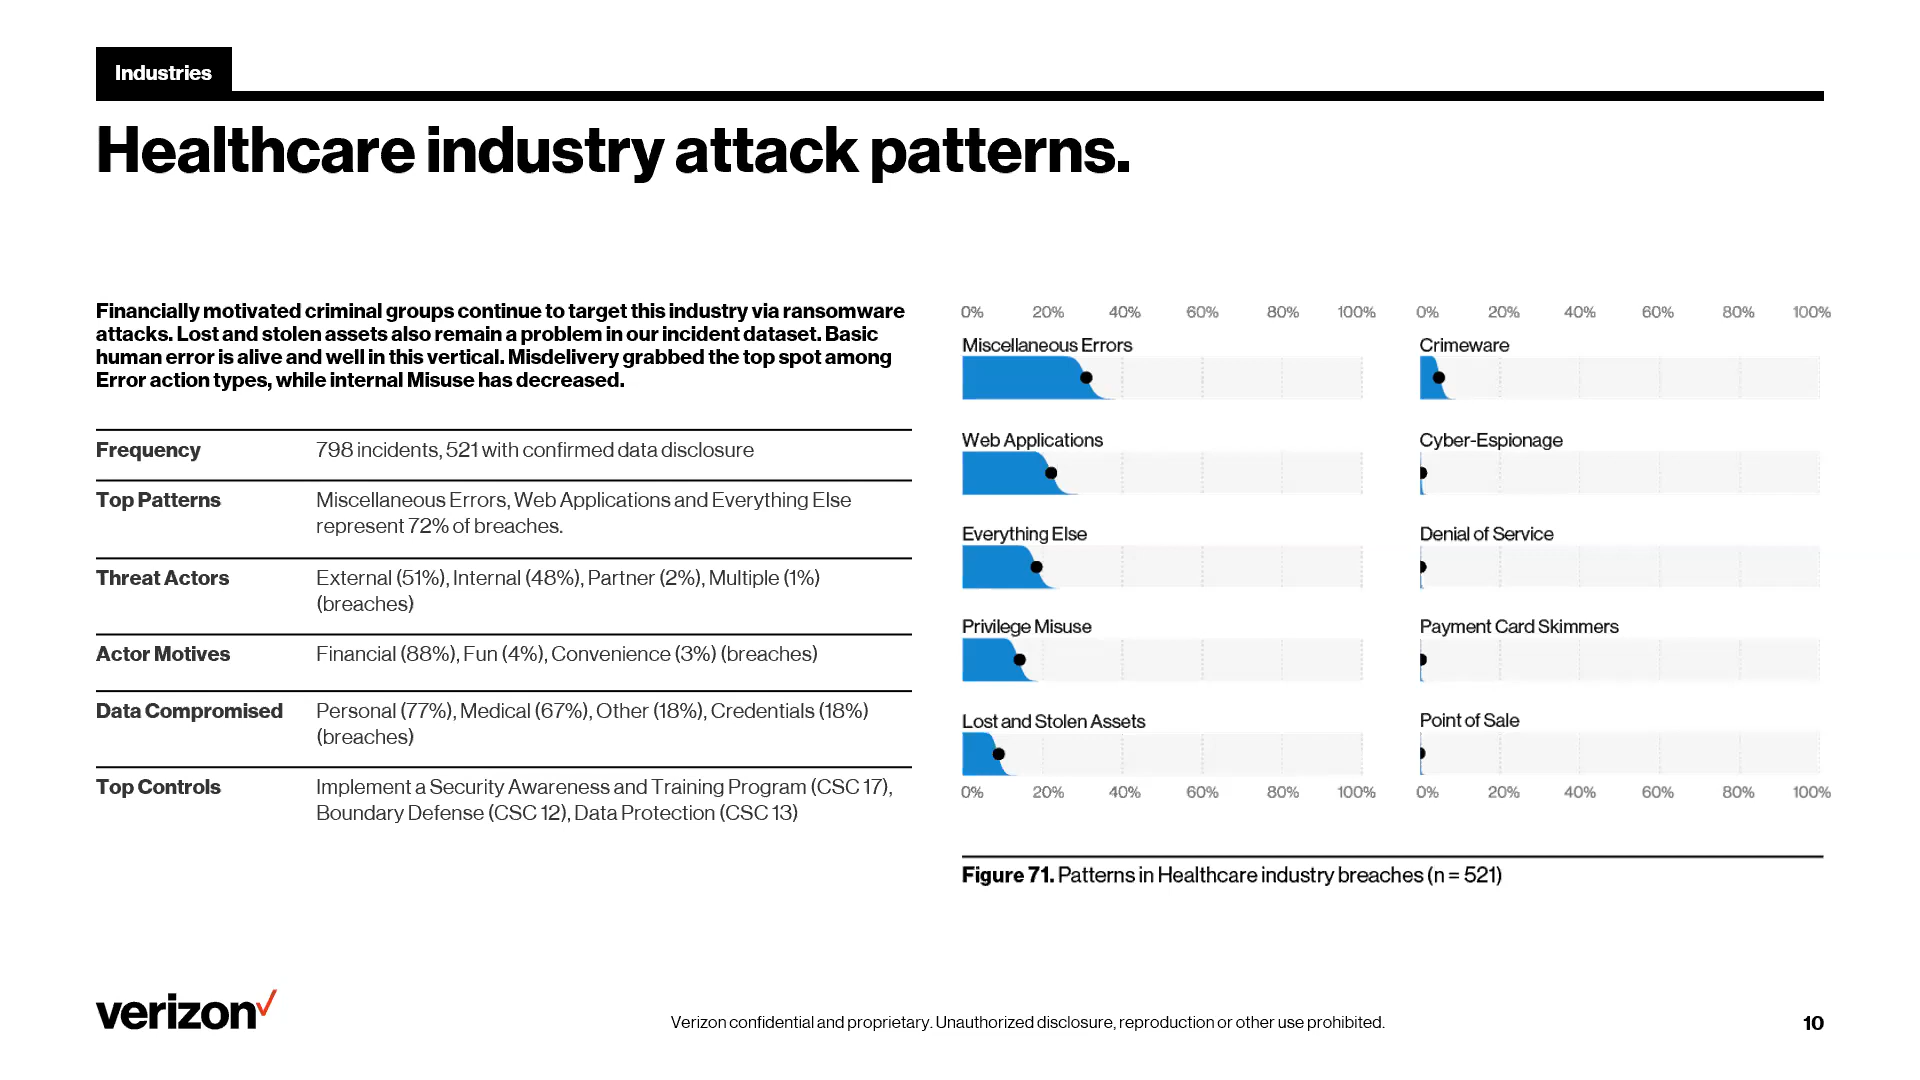 Industries
Healthcare industry attack patterns.
Financially motivated criminal groups continue to target this industry via ransomware
attacks. Lost and stolen assets also remain a problem in our incident dataset. Basic
human error is alive and well in this vertical. Misdelivery grabbed the top spot among
Error action types, while internal Misuse has decreased.
Frequency 798 incidents, 521 with confirmed data disclosure
Top Patterns Miscellaneous Errors, Web Applications and Everything Else
represent 72% of breaches.
Threat Actors External (51%), Internal (48%), Partner (2%), Multiple (1%)
(breaches)
Actor Motives Financial (88%), Fun (4%), Convenience (3%) (breaches)
Data Compromised Personal (77%), Medical (67%), Other (18%), Credentials (18%)
(breaches)
Top Controls Implement a Security Awareness and Training Program (CSC 17),
Boundary Defense (CSC 12), Data Protection (CSC 13)
0% 20% 40% 60% 80% 100%
Miscellaneous Errors
Web Applications
Everything Else
Privilege Misuse
Lost and Stolen Assets
0% 20% 40% 60% 80% 100%
0% 20% 40% 60% 80% 100%
Crimeware
Cyber-Espionage
Denial of Service
Payment Card Skimmers
Point of Sale
0% 20% 40% 60% 80% 100%
Figure 71. Patterns in Healthcare industry breaches (n = 521)
verizon
Verizon confidential and proprietary. Unauthorized disclosure, reproduction or other use prohibited.
10